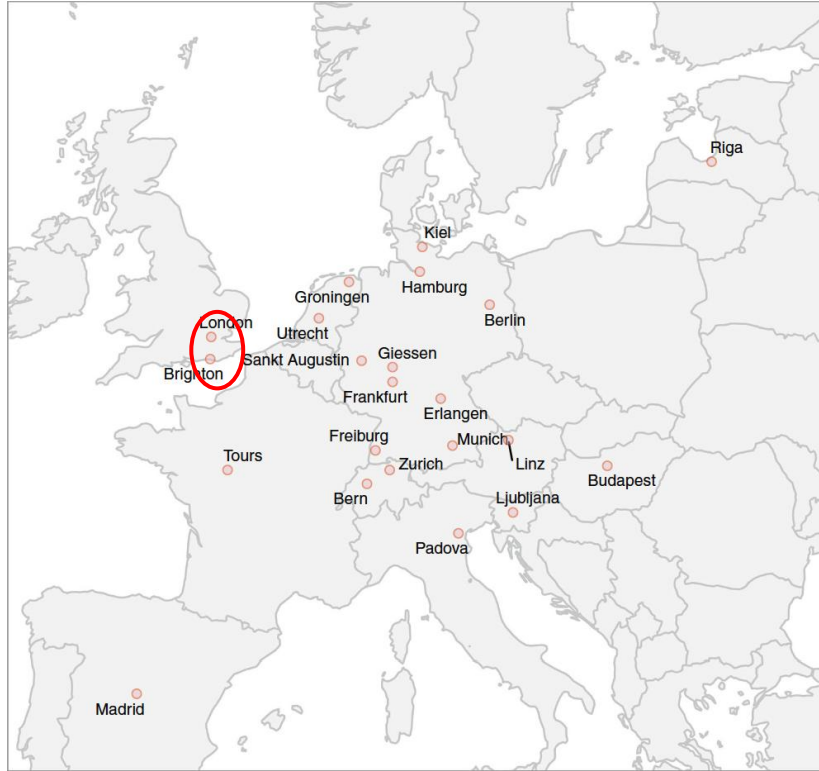 Riga
Kiel
Hamburg
Groningen
Berlin
London
Utrecht
Sankt Augustin
Giessen
Brighton
Frankfurt
Erlangen
Freiburg
Munich
Tours
Zurich
Linz
Budapest
Bern
Ljubljana
Padova
Madrid